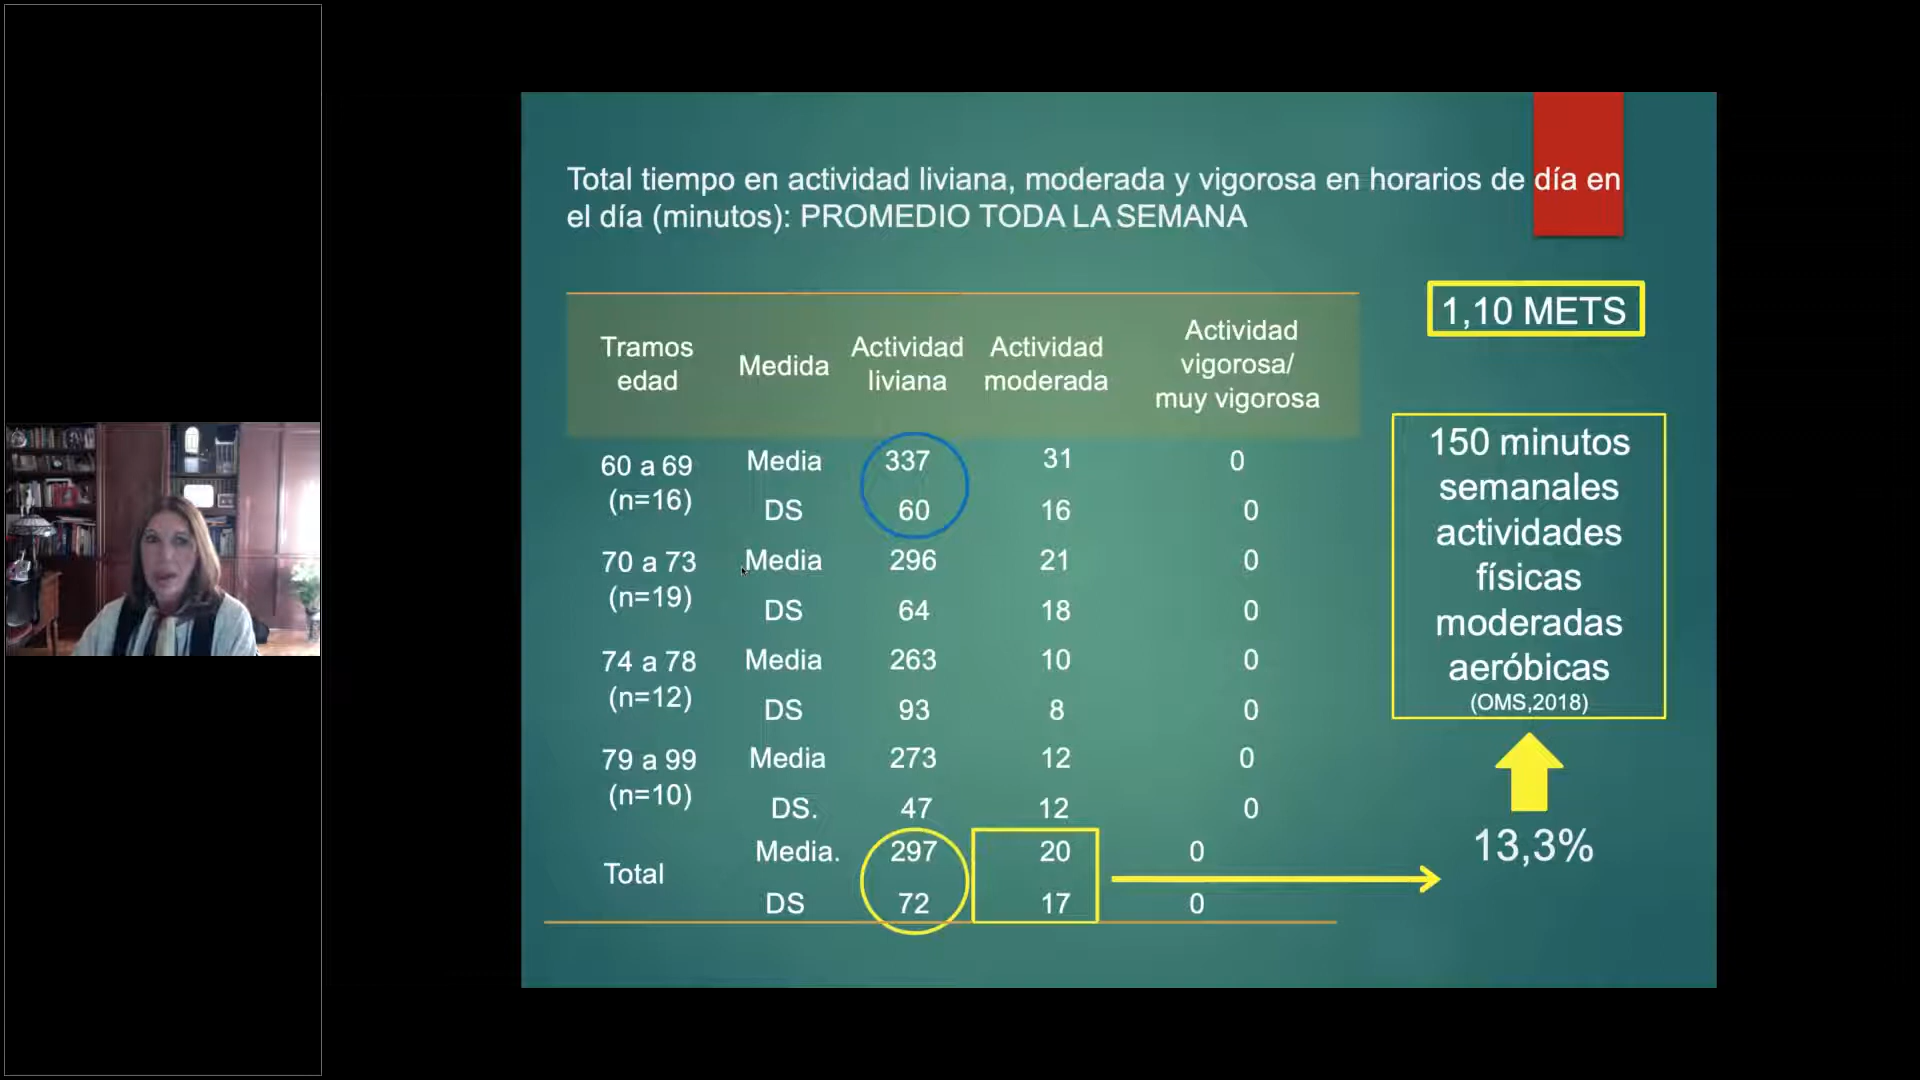 Total tiempo en actividad liviana, moderada y vigorosa en horarios de día en
el día (minutos): PROMEDIO TODA LA SEMANA
Tramos edad Medida Actividad liviana Actividad moderada Actividad vigorosa/ muy vigorosa
60 a 69 (n=16) Media 337 31 0
DS 60 16 0
70 a 73 (n=19) Media 296 21 0
DS 64 18 0
74 a 78 (n=12) Media 263 10 0
DS 93 8 0
79 a 99 (n=10) Media 273 12 0
DS. 47 12 0
Total Media. 297 20 0
DS 72 17 0
1,10 METS
150 minutos
semanales
actividades
físicas
moderadas
aeróbicas
(OMS,2018)
13,3%